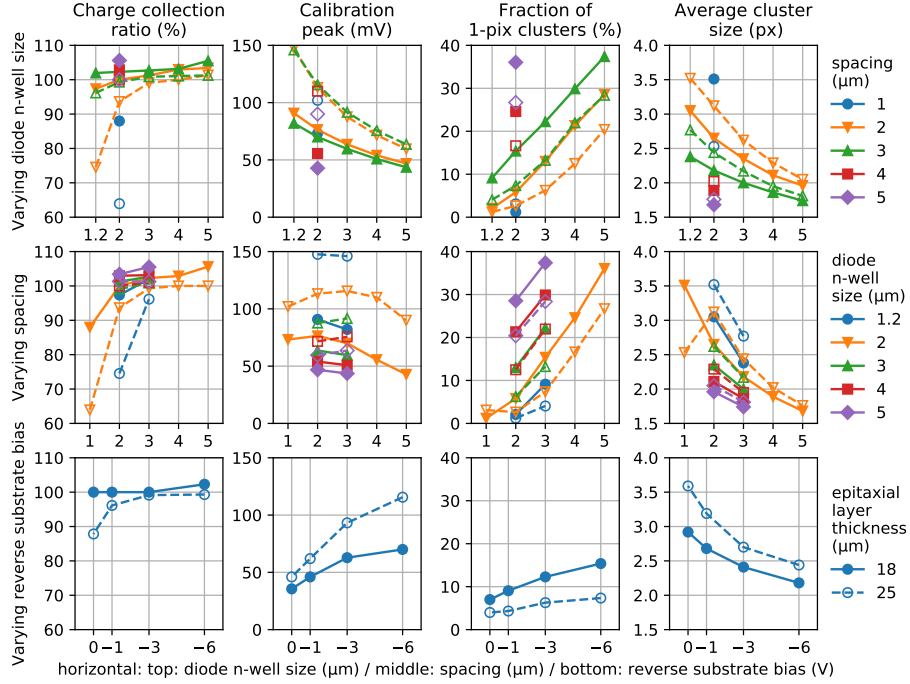 Charge collection
ratio (%)
Calibration
peak (mV)
Fraction of
1-pix clusters (%)
Average cluster
size (px)
Varying diode n-well size
110
100
90
80
70
60
1.2 2 3 4 5
150
100
50
0
1.2 2 3 4 5
40
30
20
10
0
1.2 2 3 4 5
4.0
3.5
3.0
2.5
2.0
1.5
1.2 2 3 4 5
spacing
(µm)
1
2
3
4
5
Varying spacing
110
100
90
80
70
60
1 2 3 4 5
150
100
50
0
1 2 3 4 5
40
30
20
10
0
1 2 3 4 5
4.0
3.5
3.0
2.5
2.0
1.5
1 2 3 4 5
diode
n-well
size (µm)
1.2
2
3
4
5
Varying reverse substrate bias
110
100
90
80
70
60
0 −1 −3 −6
150
100
50
0
0 −1 −3 −6
40
30
20
10
0
0 −1 −3 −6
4.0
3.5
3.0
2.5
2.0
1.5
0 −1 −3 −6
epitaxial
layer
thickness
(µm)
18
25
horizontal: top: diode n-well size (µm) / middle: spacing (µm) / bottom: reverse substrate bias (V)